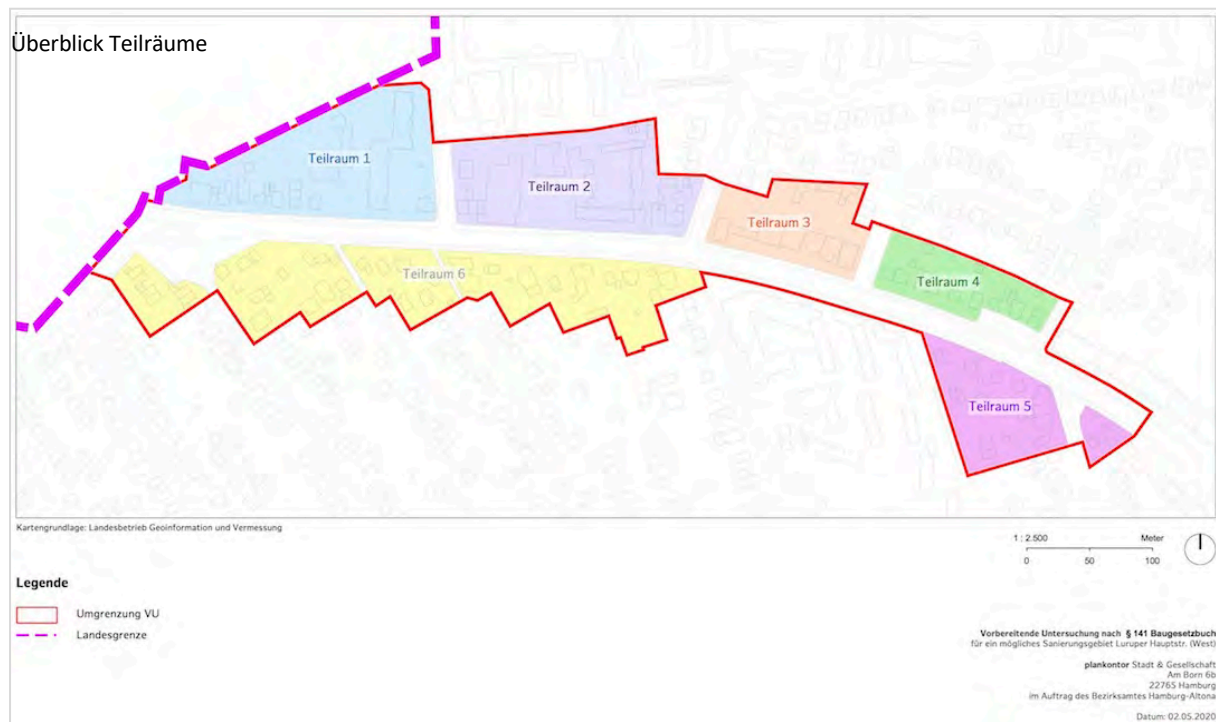 Überblick Teilräume
Teilraum 1
Teilraum 2
Teilraum 3
Teilraum 6
Teilraum 4
Teilraum 5
Kartengrundlage: Landesbetrieb Geoinformation und Vermessung
1 : 2.500 Meter
0 50 100
Legende
Umgrenzung VU
Landesgrenze
Vorbereitende Untersuchung nach § 141 Baugesetzbuch
für ein mögliches Sanierungsgebiet Luruper Hauptstr. (West)
plankontor Stadt & Gesellschaft
Am Born 6b
22765 Hamburg
im Auftrag des Bezirksamtes Hamburg-Altona
Datum: 02.05.2020